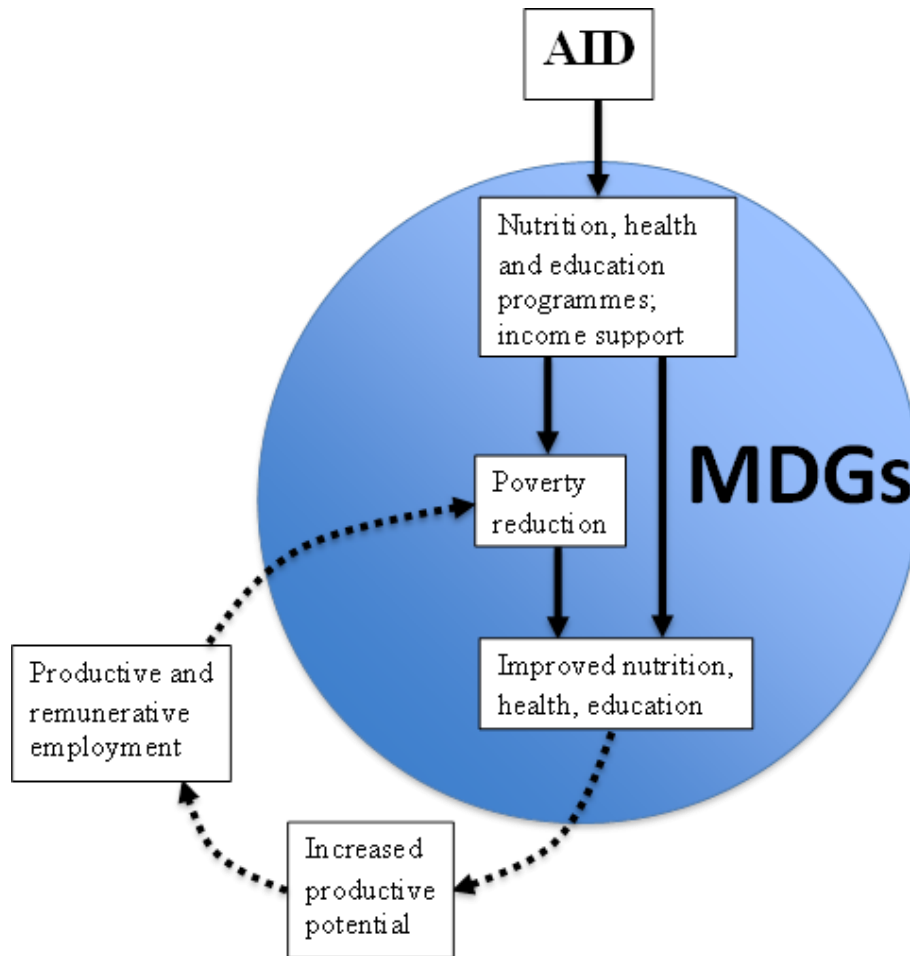 AID
Nutrition, health
and education
programmes;
income support
MDGs
Poverty
reduction
Improved nutrition,
health, education
Productive and
remunerative
employment
Increased
productive
potential